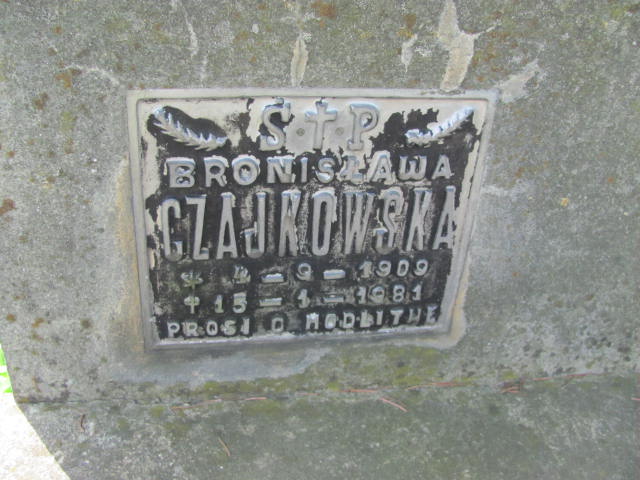 S † P
BRONISŁAWA
CZAJKOWSKA
* 4 - 9 - 1909
† 15 - 1 - 1981
PROSI O MODLITWĘ